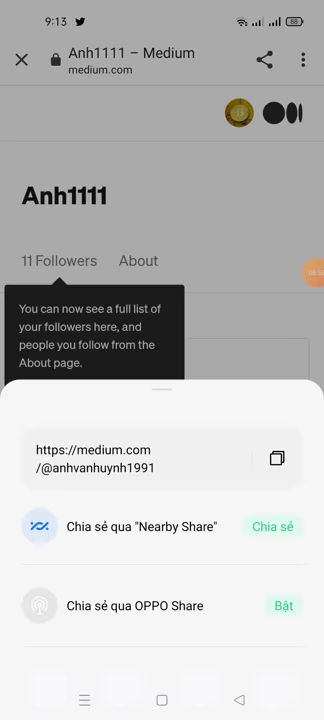 9:13
88
Anh1111 – Medium
medium.com
Anh1111
11 Followers About
You can now see a full list of
your followers here, and
people you follow from the
About page.
https://medium.com
/@anhvanhuynh1991
Chia sẻ qua "Nearby Share" Chia sẻ
Chia sẻ qua OPPO Share Bật